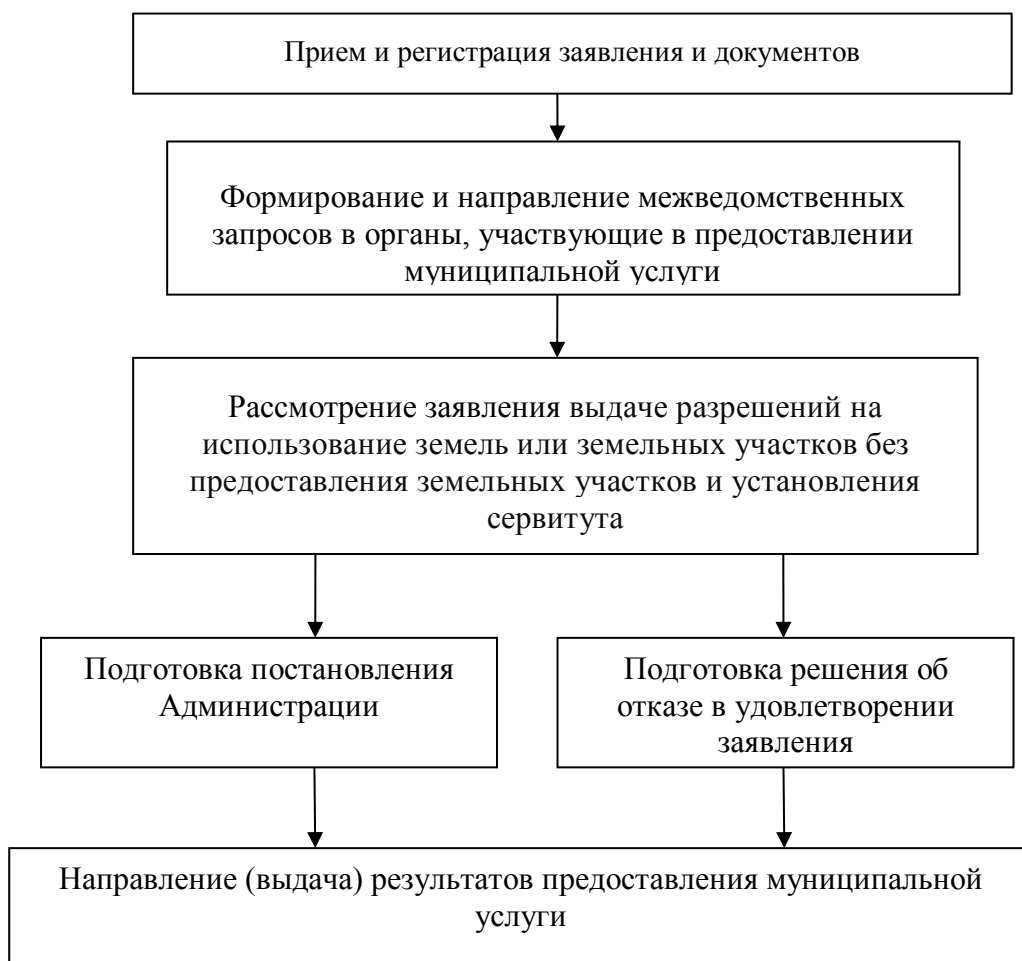 Прием и регистрация заявления и документов
Формирование и направление межведомственных
запросов в органы, участвующие в предоставлении
муниципальной услуги
Рассмотрение заявления выдаче разрешений на
использование земель или земельных участков без
предоставления земельных участков и установления
сервитута
Подготовка постановления
Администрации
Подготовка решения об
отказе в удовлетворении
заявления
Направление (выдача) результатов предоставления муниципальной
услуги